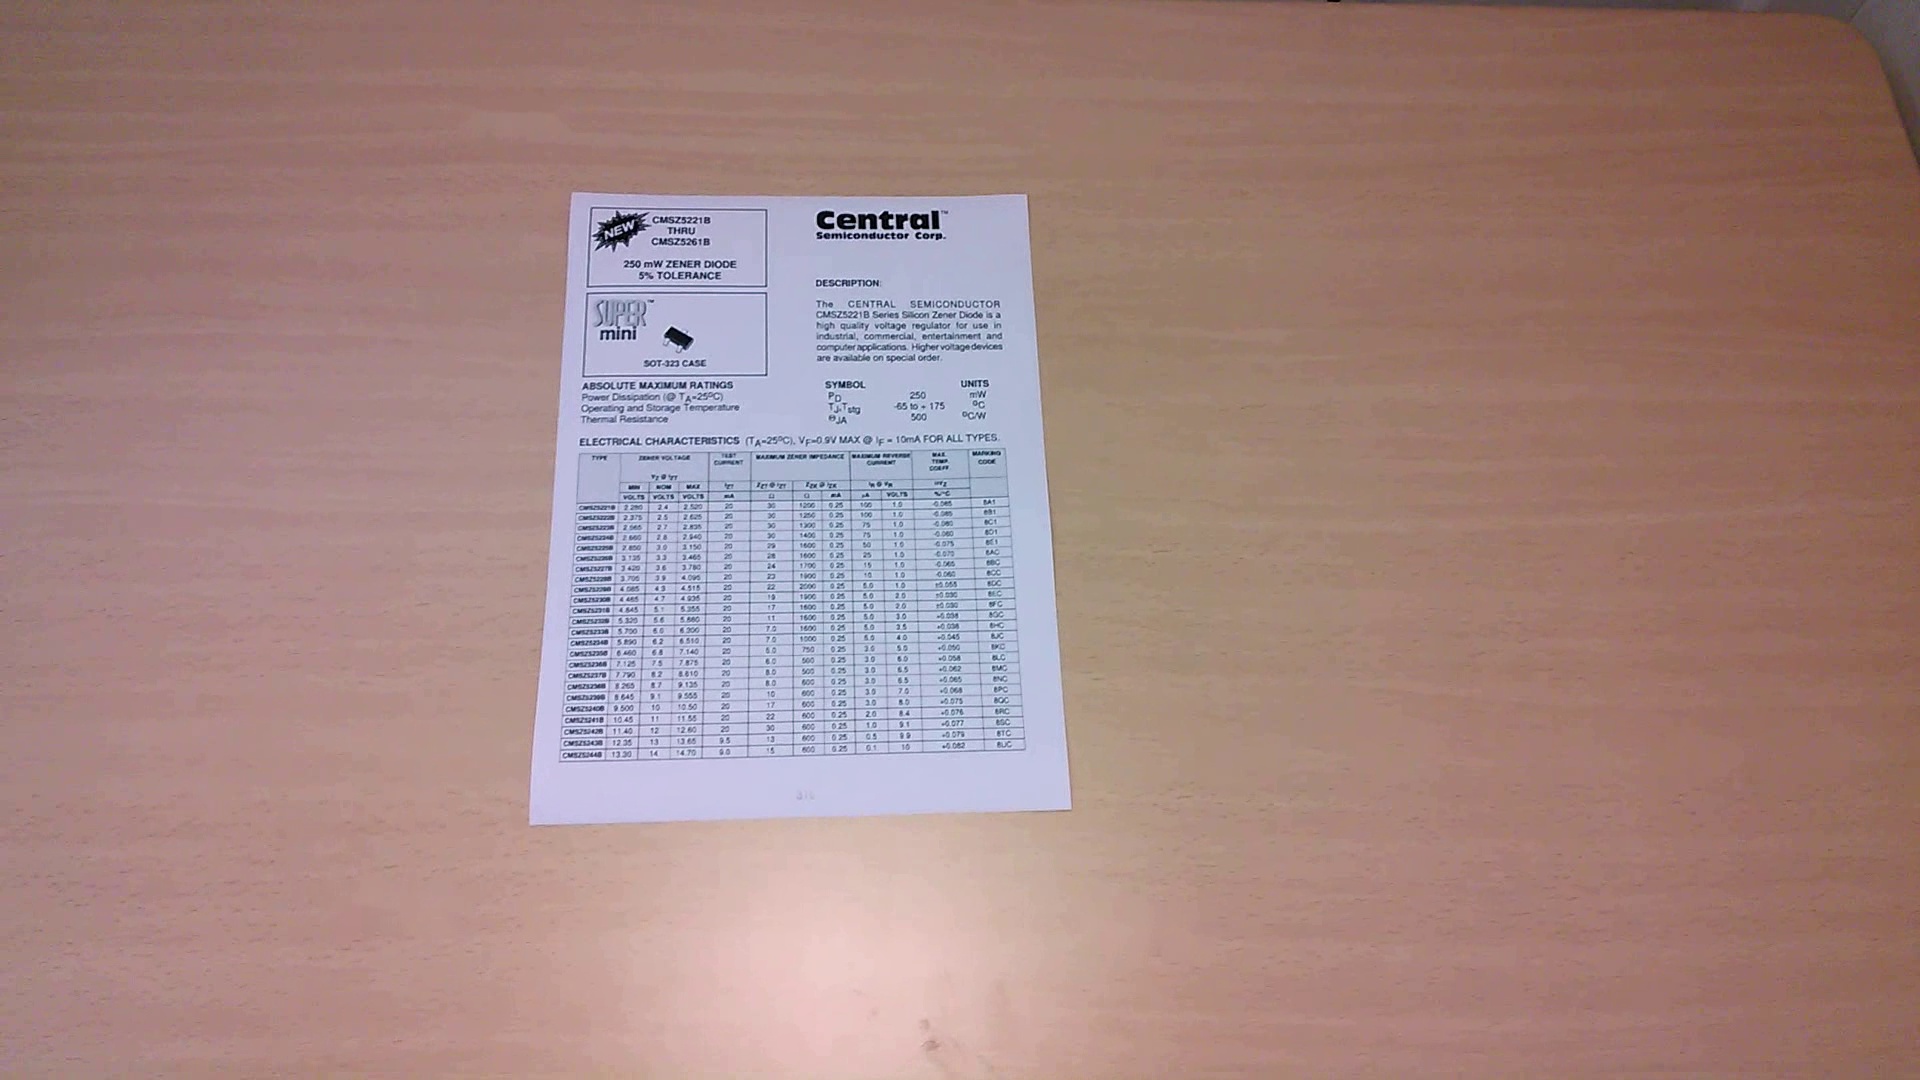 NEW
CMSZ5221B
THRU
CMSZ5261B
250 mW ZENER DIODE
5% TOLERANCE
SUPER™
mini
SOT-323 CASE
Central™
Semiconductor Corp.
DESCRIPTION:
The CENTRAL SEMICONDUCTOR
CMSZ5221B Series Silicon Zener Diode is a
high quality voltage regulator for use in
industrial, commercial, entertainment and
computer applications. Higher voltage devices
are available on special order.
ABSOLUTE MAXIMUM RATINGS SYMBOL UNITS
Power Dissipation (@ TA=25ºC) PD 250 mW
Operating and Storage Temperature TJ,Tstg -65 to + 175 ºC
Thermal Resistance ΘJA 500 ºC/W
ELECTRICAL CHARACTERISTICS (TA=25ºC), VF=0.9V MAX @ IF = 10mA FOR ALL TYPES.
TYPE ZENER VOLTAGE TEST CURRENT MAXIMUM ZENER IMPEDANCE MAXIMUM REVERSE CURRENT MAX. TEMP. COEFF. MARKING CODE
VZ @ IZT IZT ZZT @ IZT ZZK @ IZK IR @ VR
MIN NOM MAX
VOLTS VOLTS VOLTS mA Ω Ω mA µA VOLTS %/ºC
CMSZ5221B 2.280 2.4 2.520 20 30 1200 0.25 100 1.0 -0.085 8A1
CMSZ5222B 2.375 2.5 2.625 20 30 1250 0.25 100 1.0 -0.085 8B1
CMSZ5223B 2.565 2.7 2.835 20 30 1300 0.25 75 1.0 -0.080 8C1
CMSZ5224B 2.660 2.8 2.940 20 30 1400 0.25 75 1.0 -0.080 8D1
CMSZ5225B 2.850 3.0 3.150 20 29 1600 0.25 50 1.0 -0.075 8E1
CMSZ5226B 3.135 3.3 3.465 20 28 1600 0.25 25 1.0 -0.070 8AC
CMSZ5227B 3.420 3.6 3.780 20 24 1700 0.25 15 1.0 -0.065 8BC
CMSZ5228B 3.705 3.9 4.095 20 23 1900 0.25 10 1.0 -0.060 8CC
CMSZ5229B 4.085 4.3 4.515 20 22 2000 0.25 5.0 1.0 ±0.055 8DC
CMSZ5230B 4.465 4.7 4.935 20 19 1900 0.25 5.0 2.0 ±0.030 8EC
CMSZ5231B 4.845 5.1 5.355 20 17 1600 0.25 5.0 2.0 ±0.030 8FC
CMSZ5232B 5.320 5.6 5.880 20 11 1600 0.25 5.0 3.0 +0.038 8GC
CMSZ5233B 5.700 6.0 6.300 20 7.0 1600 0.25 5.0 3.5 +0.038 8HC
CMSZ5234B 5.890 6.2 6.510 20 7.0 1000 0.25 5.0 4.0 +0.045 8JC
CMSZ5235B 6.460 6.8 7.140 20 5.0 750 0.25 3.0 5.0 +0.050 8KC
CMSZ5236B 7.125 7.5 7.875 20 6.0 500 0.25 3.0 6.0 +0.058 8LC
CMSZ5237B 7.790 8.2 8.610 20 8.0 500 0.25 3.0 6.5 +0.062 8MC
CMSZ5238B 8.265 8.7 9.135 20 8.0 600 0.25 3.0 6.5 +0.065 8NC
CMSZ5239B 8.645 9.1 9.555 20 10 600 0.25 3.0 7.0 +0.068 8PC
CMSZ5240B 9.500 10 10.50 20 17 600 0.25 3.0 8.0 +0.075 8QC
CMSZ5241B 10.45 11 11.55 20 22 600 0.25 2.0 8.4 +0.076 8RC
CMSZ5242B 11.40 12 12.60 20 30 600 0.25 1.0 9.1 +0.077 8SC
CMSZ5243B 12.35 13 13.65 9.5 13 600 0.25 0.5 9.9 +0.079 8TC
CMSZ5244B 13.30 14 14.70 9.0 15 600 0.25 0.1 10 +0.082 8UC